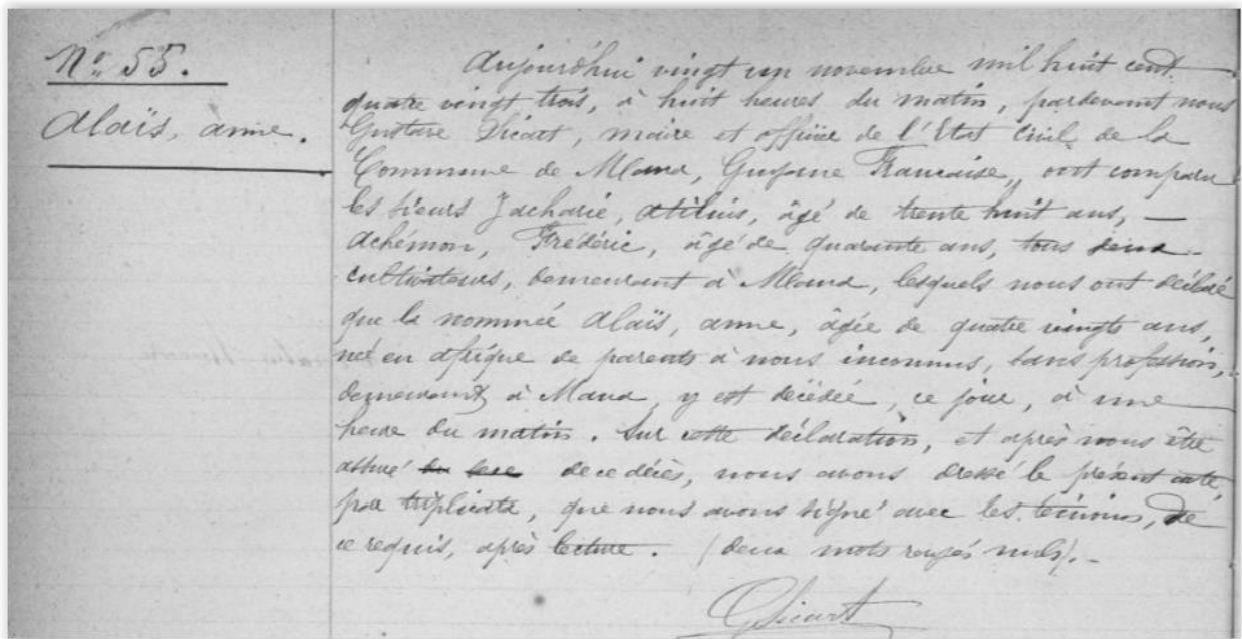 N° 55.
Alaïs, anne.
Aujourd'hui vingt un novembre mil huit cent
quatre vingt trois, à huit heures du matin, pardevant nous
Gustave Sicart, maire et officier de l'Etat civil de la
Commune de Mana, Guyane Française, ont comparu
les sieurs Zacharie, atilius, âgé de trente huit ans, —
achémon, Frédéric, âgé de quarante ans, tous deux
cultivateurs, demeurant à Mana, lesquels nous ont déclaré
que la nommée Alaïs, anne, âgée de quatre vingts ans,
née en afrique de parents à nous inconnus, sans profession,
demeurant à Mana, y est décédée, ce jour, à une
heure du matin. Sur cette déclaration, et après nous être
assuré de ce décès, nous avons dressé le présent acte,
par triplicata, que nous avons signé avec les témoins, de
ce requis, après lecture. (deux mots rayés nuls). -
GSicart